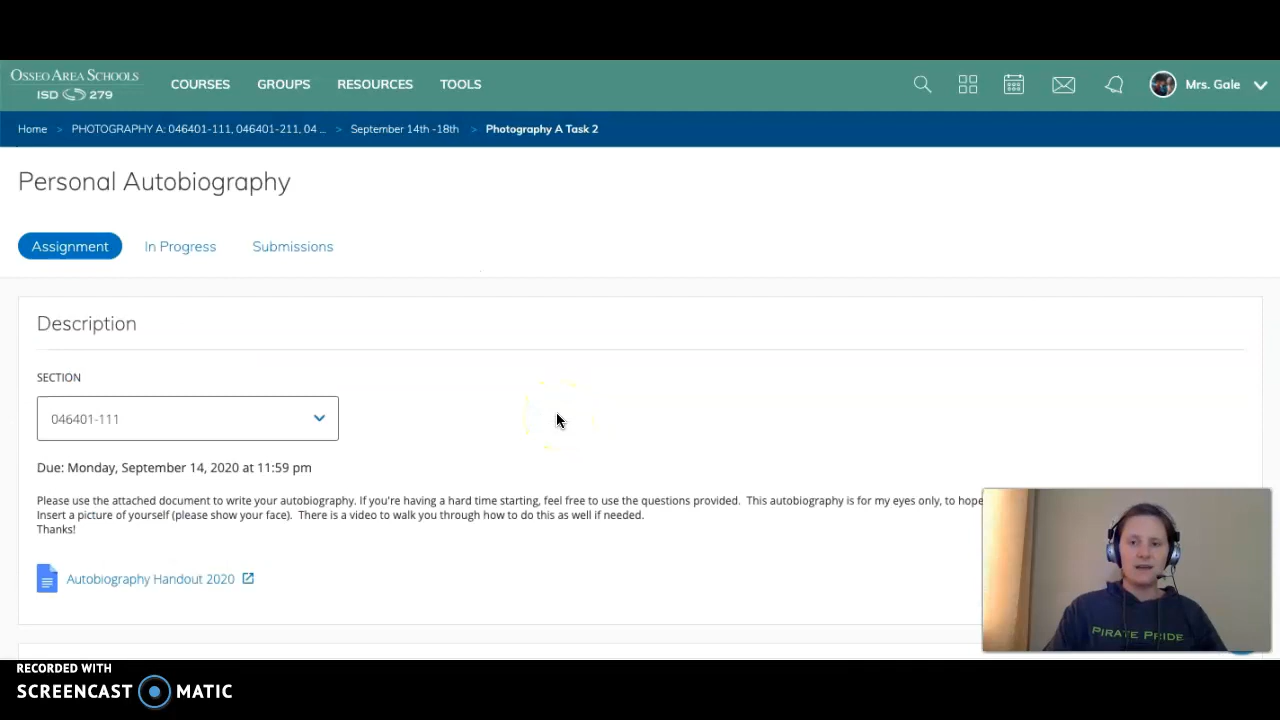 OSSEO AREA SCHOOLS
ISD 279
COURSES GROUPS RESOURCES TOOLS
Mrs. Gale
Home > PHOTOGRAPHY A: 046401-111, 046401-211, 04 ... > September 14th -18th > Photography A Task 2
Personal Autobiography
Assignment In Progress Submissions
Description
SECTION
046401-111
Due: Monday, September 14, 2020 at 11:59 pm
Please use the attached document to write your autobiography. If you're having a hard time starting, feel free to use the questions provided. This autobiography is for my eyes only, to hope
Insert a picture of yourself (please show your face). There is a video to walk you through how to do this as well if needed.
Thanks!
Autobiography Handout 2020
PIRATE PRIDE
RECORDED WITH
SCREENCAST MATIC